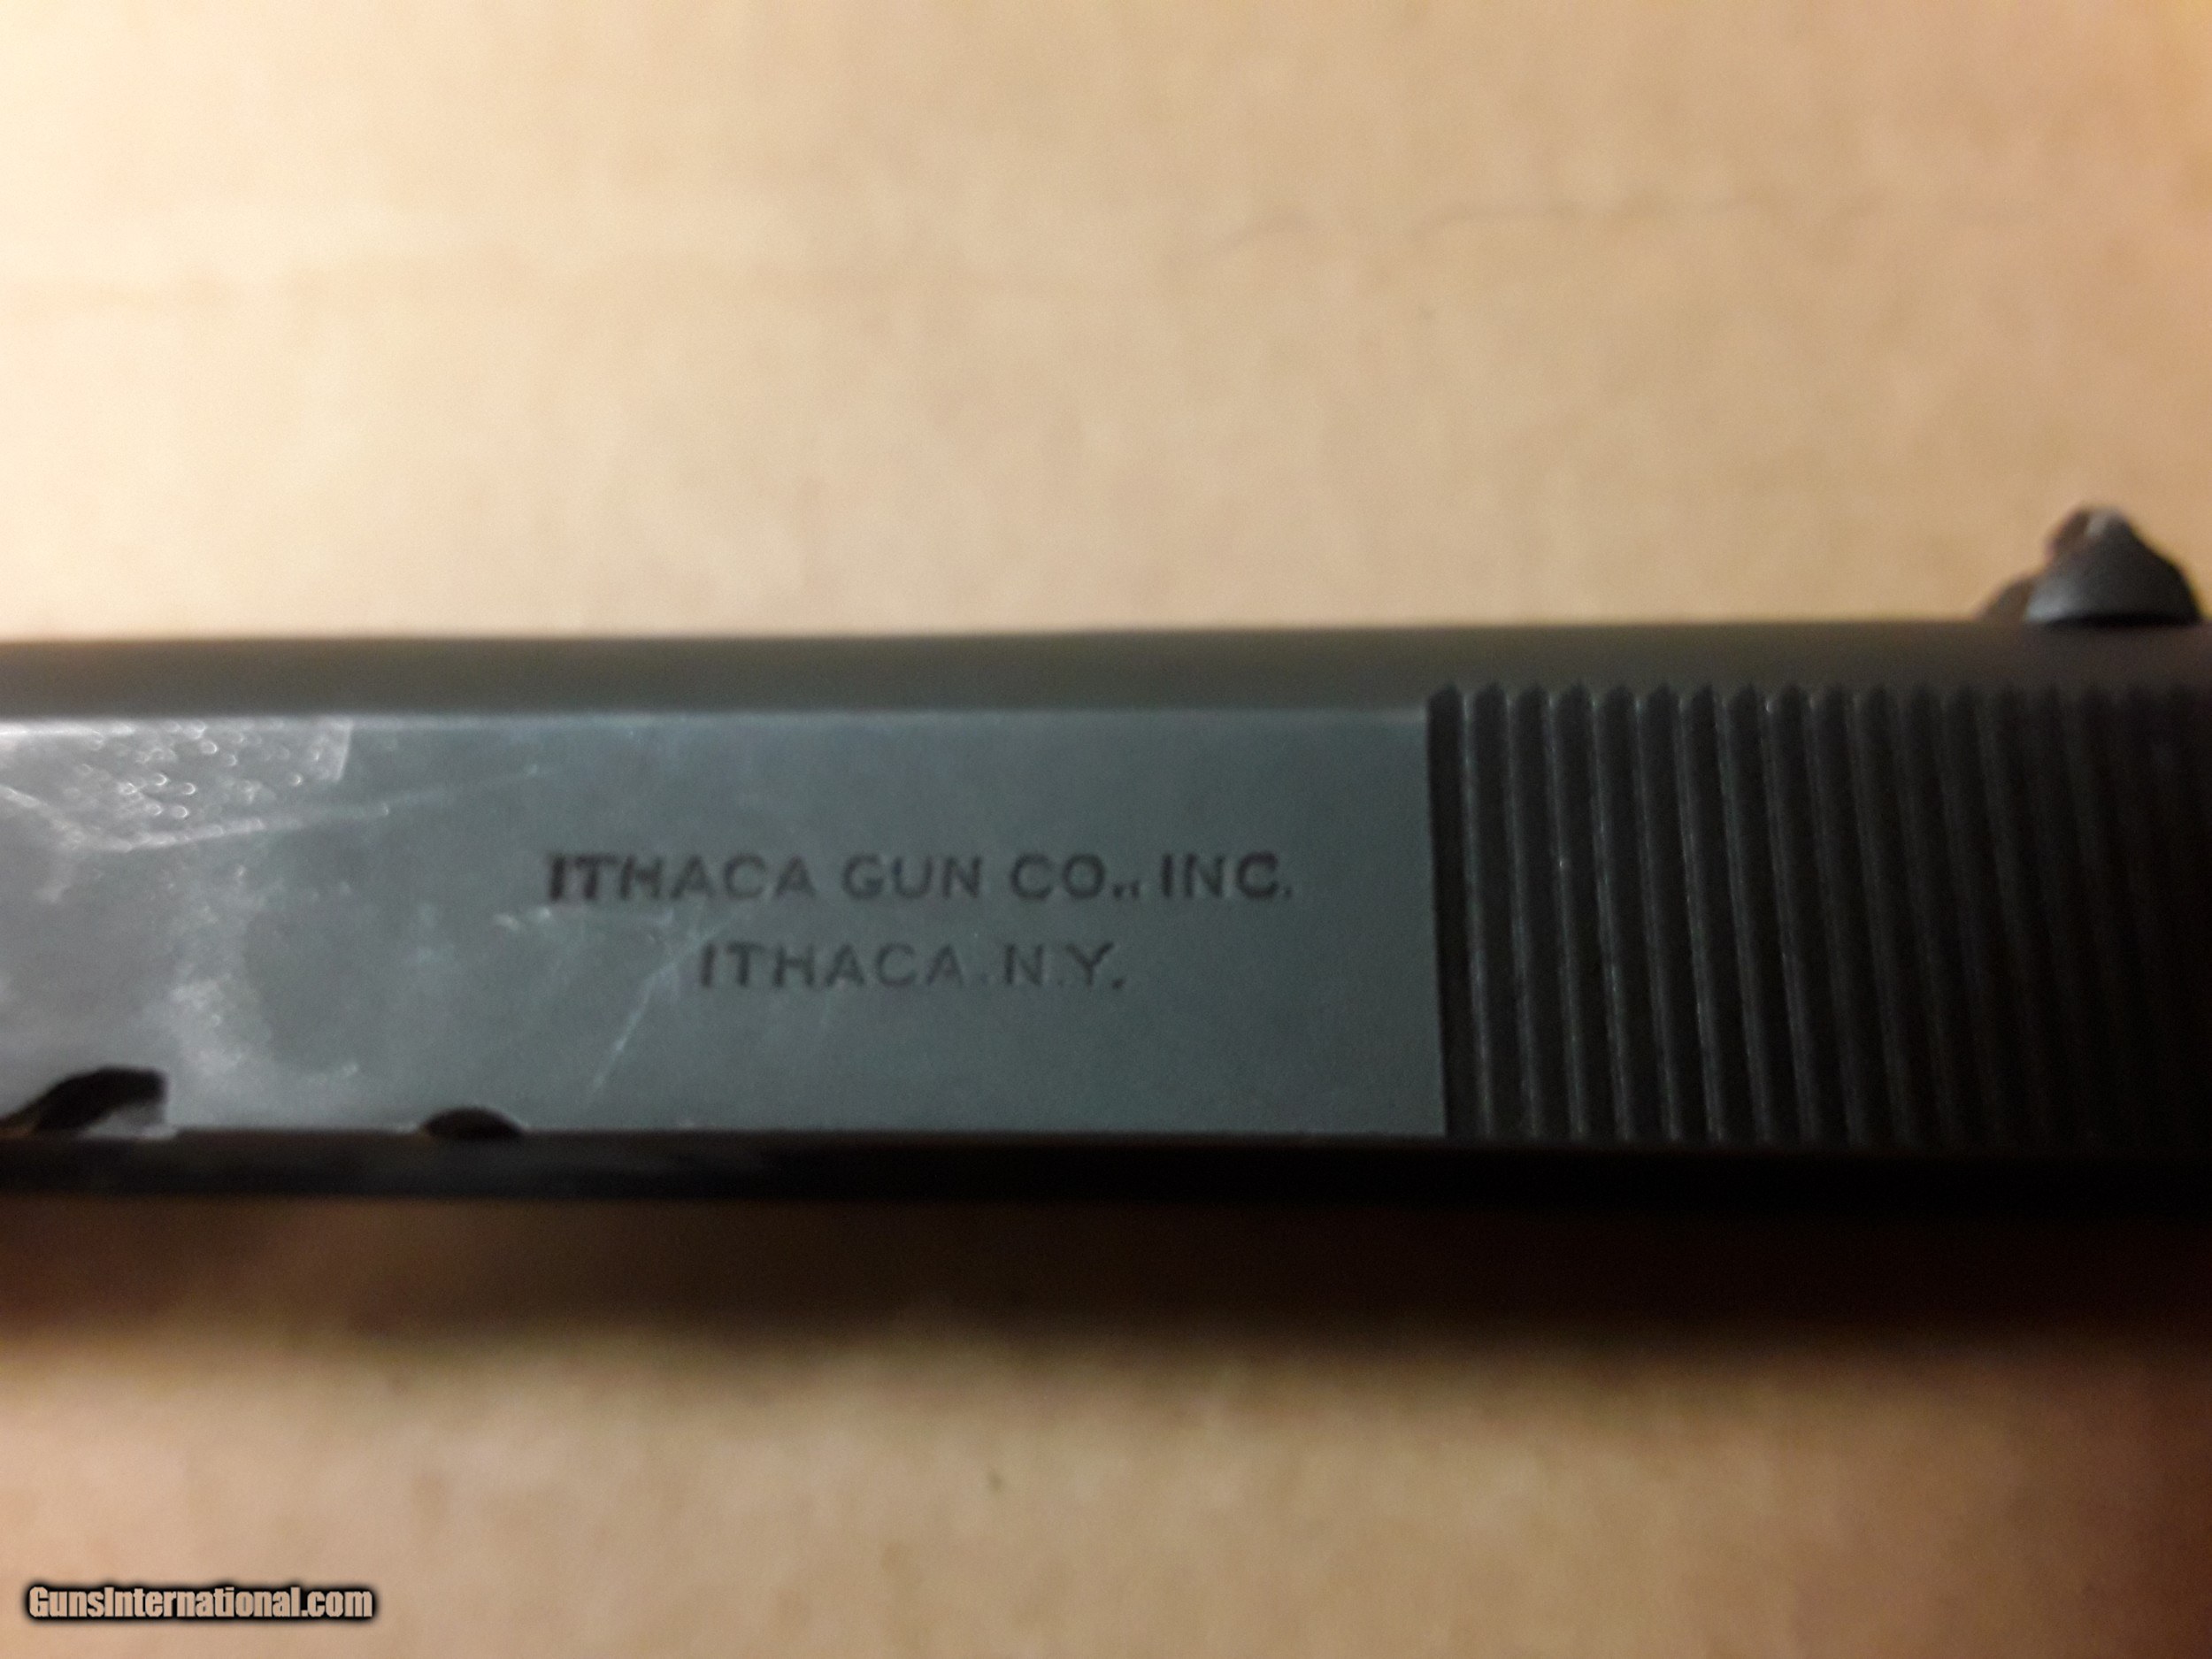 ITHACA GUN CO., INC.
ITHACA. N.Y.
GunsInternational.com